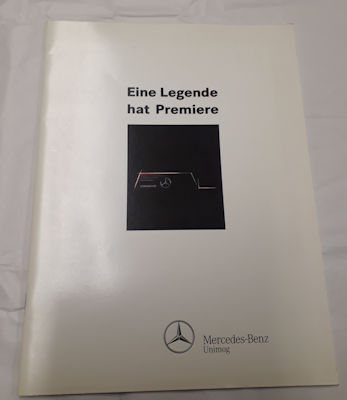 Eine Legende
hat Premiere
Mercedes-Benz
Unimog